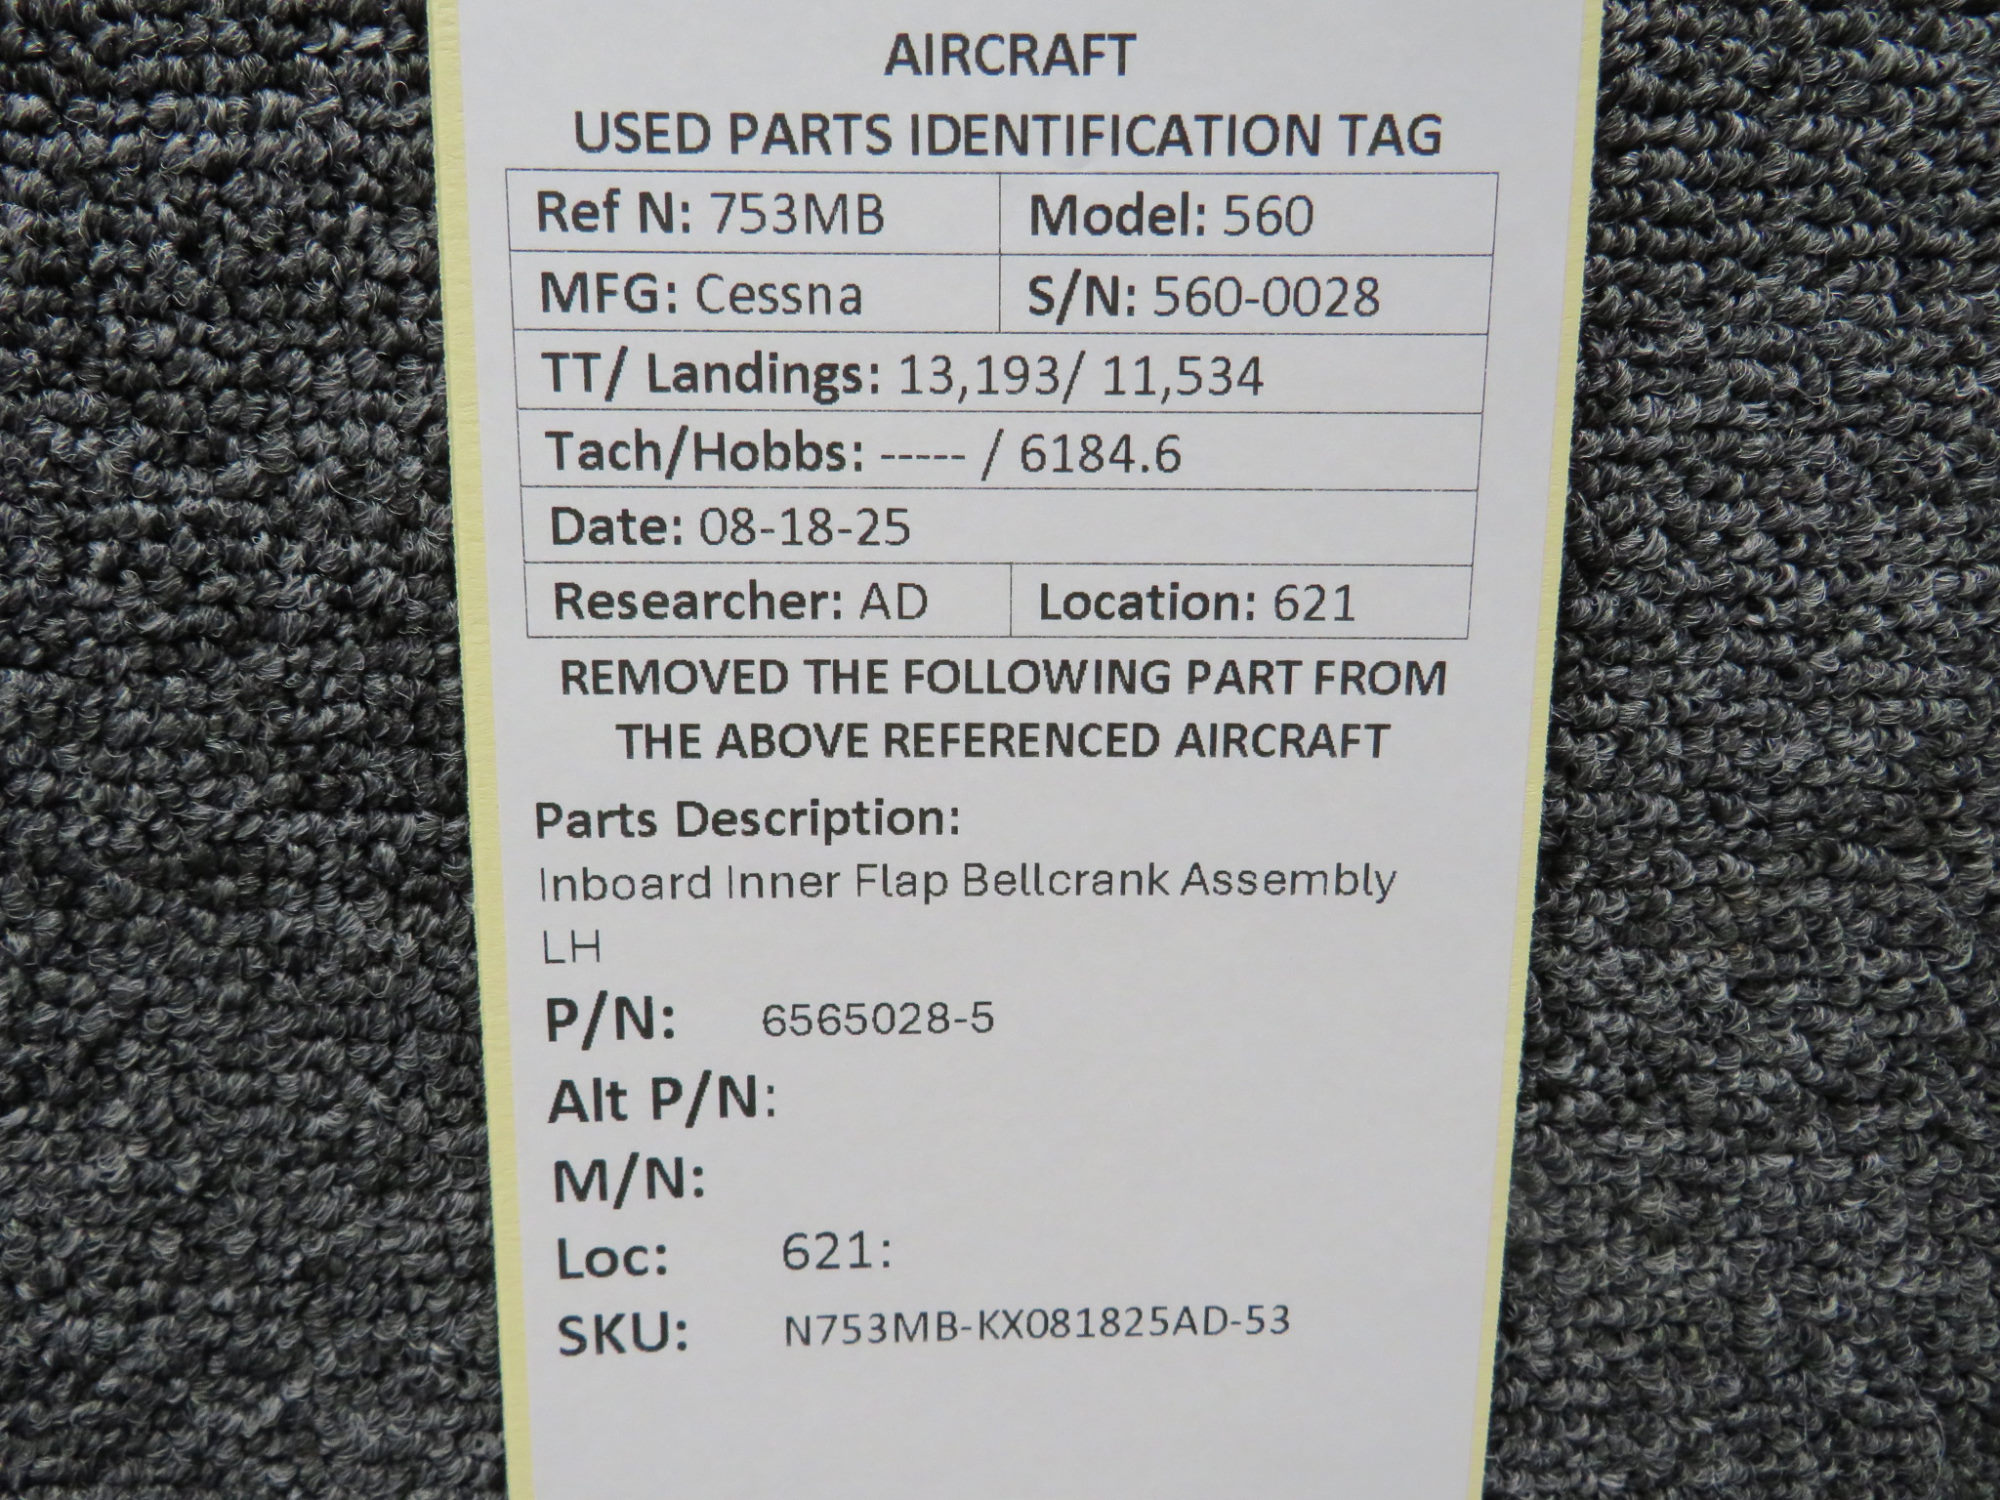 AIRCRAFT
USED PARTS IDENTIFICATION TAG
Ref N: 753MB Model: 560
MFG: Cessna S/N: 560-0028
TT/ Landings: 13,193/ 11,534
Tach/Hobbs: ----- / 6184.6
Date: 08-18-25
Researcher: AD Location: 621
REMOVED THE FOLLOWING PART FROM
THE ABOVE REFERENCED AIRCRAFT
Parts Description:
Inboard Inner Flap Bellcrank Assembly
LH
P/N: 6565028-5
Alt P/N:
M/N:
Loc: 621:
SKU: N753MB-KX081825AD-53